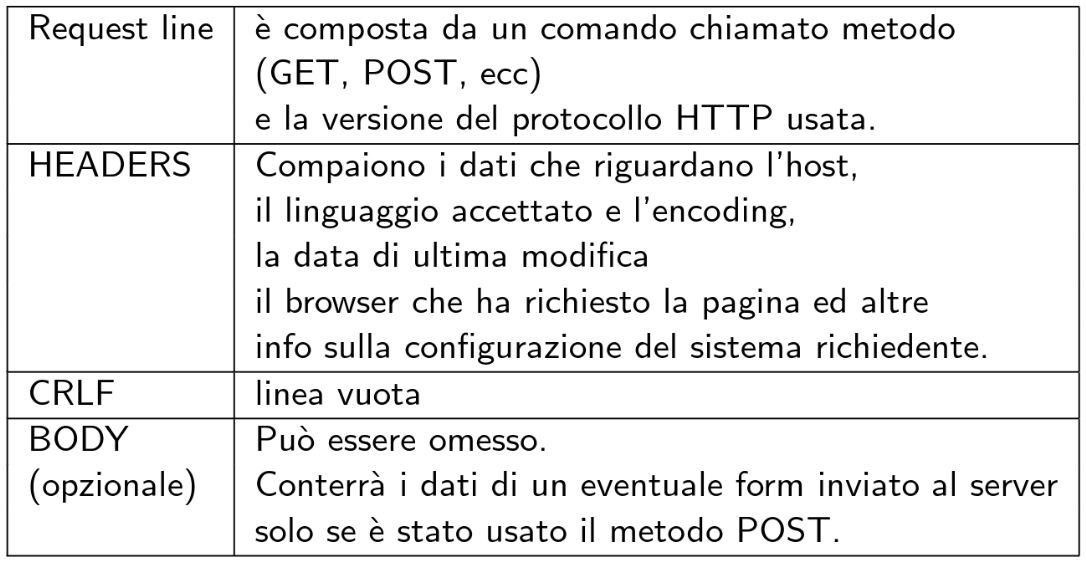 Request line è composta da un comando chiamato metodo
(GET, POST, ecc)
e la versione del protocollo HTTP usata.
HEADERS Compaiono i dati che riguardano l'host,
il linguaggio accettato e l'encoding,
la data di ultima modifica
il browser che ha richiesto la pagina ed altre
info sulla configurazione del sistema richiedente.
CRLF linea vuota
BODY Può essere omesso.
(opzionale) Conterrà i dati di un eventuale form inviato al server
solo se è stato usato il metodo POST.